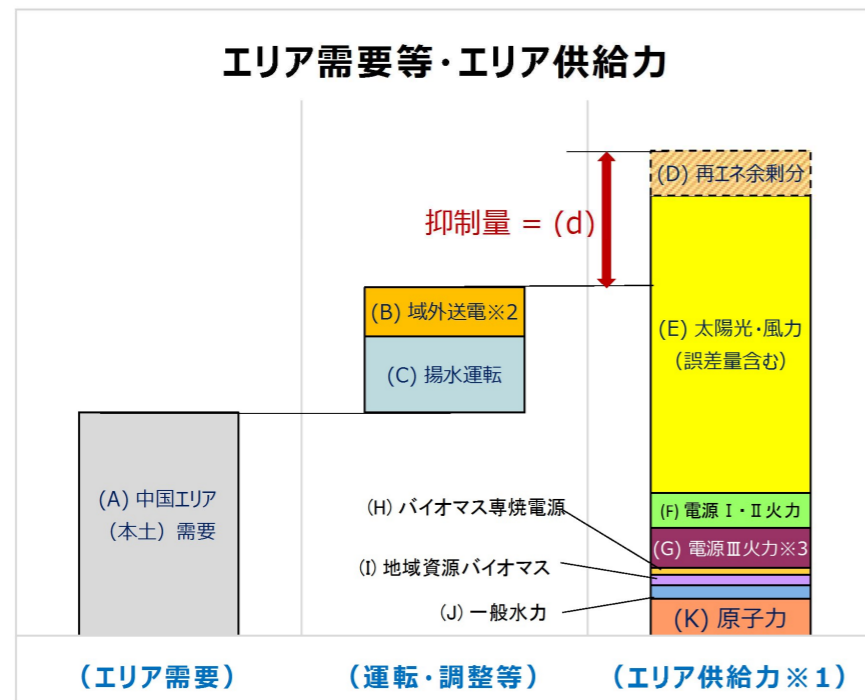 エリア需要等・エリア供給力
(D) 再エネ余剰分
抑制量 = (d)
(B) 域外送電※2
(C) 揚水運転
(E) 太陽光・風力
(誤差量含む)
(A) 中国エリア
(本土) 需要
(H) バイオマス専焼電源
(F) 電源Ⅰ・Ⅱ火力
(G) 電源Ⅲ火力※3
(I) 地域資源バイオマス
(J) 一般水力
(K) 原子力
(エリア需要)
(運転・調整等)
(エリア供給力※1)